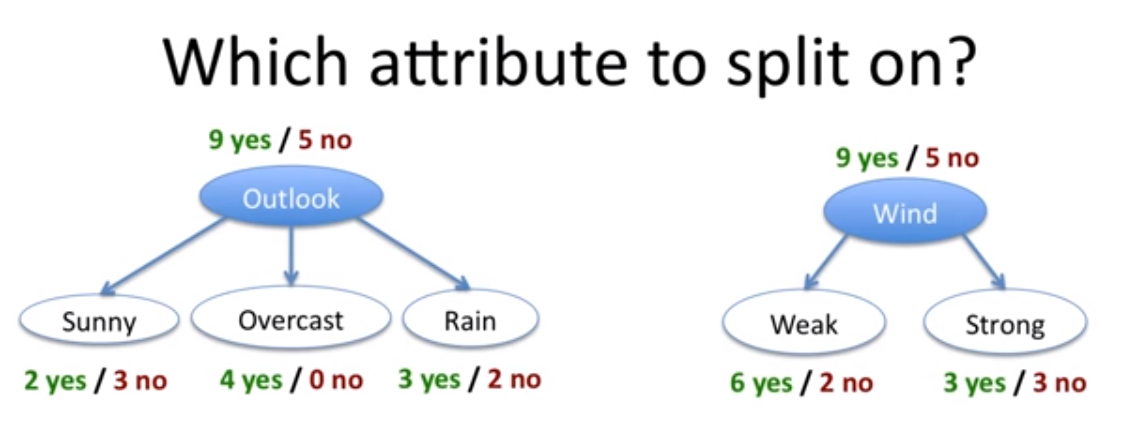 Which attribute to split on?
9 yes / 5 no
Outlook
Sunny
Overcast
Rain
2 yes / 3 no
4 yes / 0 no
3 yes / 2 no
9 yes / 5 no
Wind
Weak
Strong
6 yes / 2 no
3 yes / 3 no